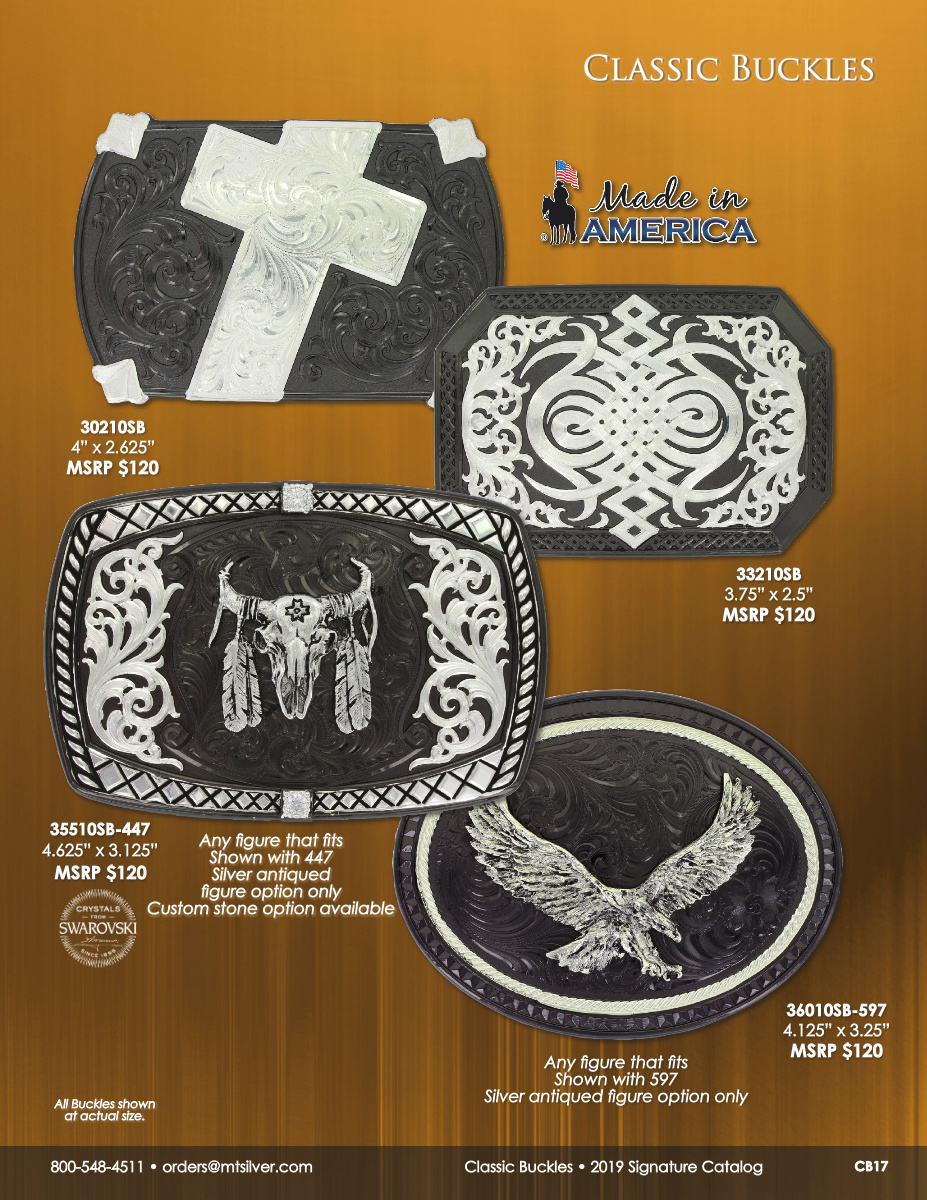 Classic Buckles
Made in
®
AMERICA
30210SB
4” x 2.625”
MSRP $120
33210SB
3.75” x 2.5”
MSRP $120
35510SB-447
4.625” x 3.125”
MSRP $120
Any figure that fits
Shown with 447
Silver antiqued
figure option only
Custom stone option available
CRYSTALS
FROM
SWAROVSKI
SINCE 1895
36010SB-597
4.125” x 3.25”
MSRP $120
Any figure that fits
Shown with 597
Silver antiqued figure option only
All Buckles shown
at actual size.
800-548-4511 • orders@mtsilver.com
Classic Buckles • 2019 Signature Catalog
CB17